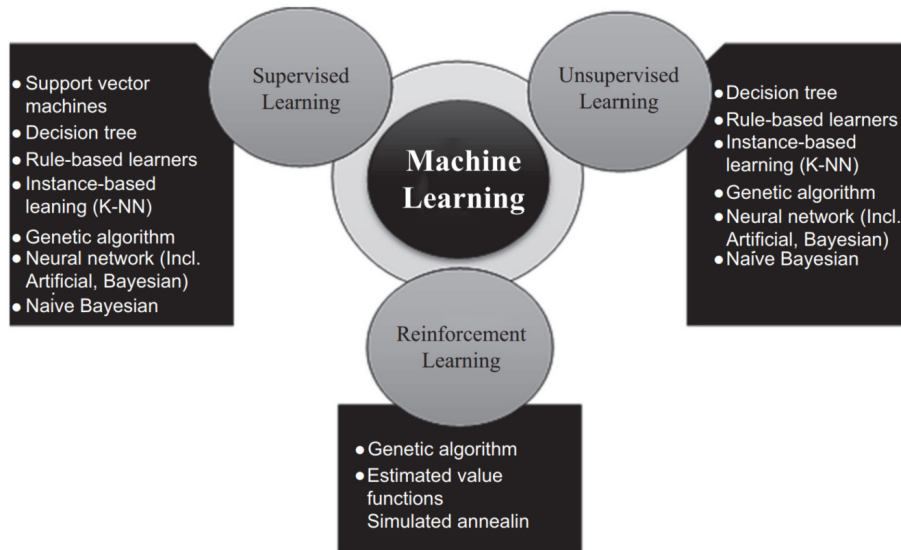 Supervised
Learning
● Support vector
machines
● Decision tree
● Rule-based learners
● Instance-based
leaning (K-NN)
● Genetic algorithm
● Neural network (Incl.
Artificial, Bayesian)
● Naive Bayesian
Machine
Learning
Unsupervised
Learning
● Decision tree
● Rule-based learners
● Instance-based
learning (K-NN)
● Genetic algorithm
● Neural network (Incl.
Artificial, Bayesian)
● Naíve Bayesian
Reinforcement
Learning
● Genetic algorithm
● Estimated value
functions
Simulated annealin